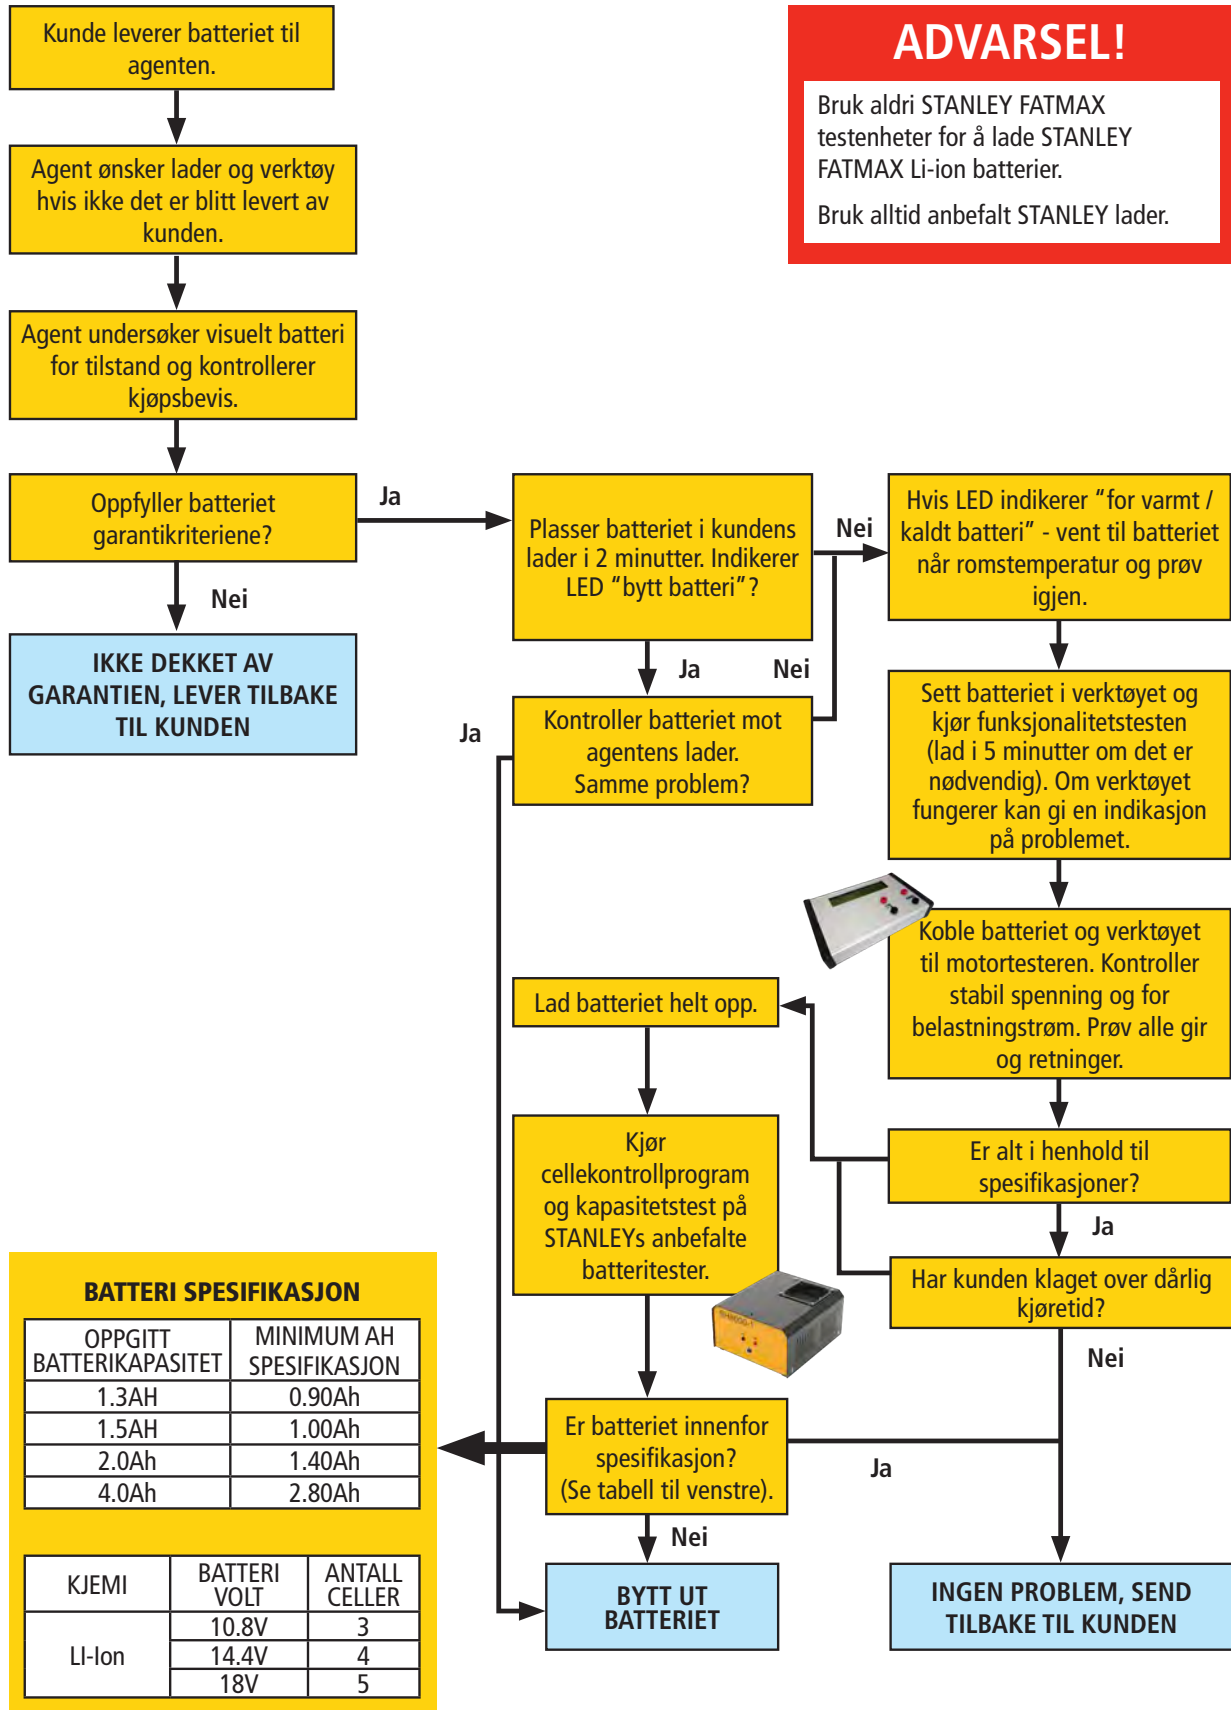 Kunde leverer batteriet til
agenten.
ADVARSEL!
Bruk aldri STANLEY FATMAX
testenheter for å lade STANLEY
FATMAX Li-ion batterier.
Bruk alltid anbefalt STANLEY lader.
Agent ønsker lader og verktøy
hvis ikke det er blitt levert av
kunden.
Agent undersøker visuelt batteri
for tilstand og kontrollerer
kjøpsbevis.
Oppfyller batteriet
garantikriteriene?
Ja
Nei
IKKE DEKKET AV
GARANTIEN, LEVER TILBAKE
TIL KUNDEN
Plasser batteriet i kundens
lader i 2 minutter. Indikerer
LED “bytt batteri”?
Nei
Ja
Nei
Kontroller batteriet mot
agentens lader.
Samme problem?
Ja
Hvis LED indikerer “for varmt /
kaldt batteri” - vent til batteriet
når romstemperatur og prøv
igjen.
Sett batteriet i verktøyet og
kjør funksjonalitetstesten
(lad i 5 minutter om det er
nødvendig). Om verktøyet
fungerer kan gi en indikasjon
på problemet.
Koble batteriet og verktøyet
til motortesteren. Kontroller
stabil spenning og for
belastningstrøm. Prøv alle gir
og retninger.
Er alt i henhold til
spesifikasjoner?
Ja
Har kunden klaget over dårlig
kjøretid?
Nei
Lad batteriet helt opp.
Kjør
cellekontrollprogram
og kapasitetstest på
STANLEYs anbefalte
batteritester.
Er batteriet innenfor
spesifikasjon?
(Se tabell til venstre).
Ja
Nei
BYTT UT
BATTERIET
INGEN PROBLEM, SEND
TILBAKE TIL KUNDEN
BATTERI SPESIFIKASJON
OPPGITT BATTERIKAPASITET MINIMUM AH SPESIFIKASJON
1.3AH 0.90Ah
1.5AH 1.00Ah
2.0Ah 1.40Ah
4.0Ah 2.80Ah
KJEMI BATTERI VOLT ANTALL CELLER
LI-Ion 10.8V 3
14.4V 4
18V 5